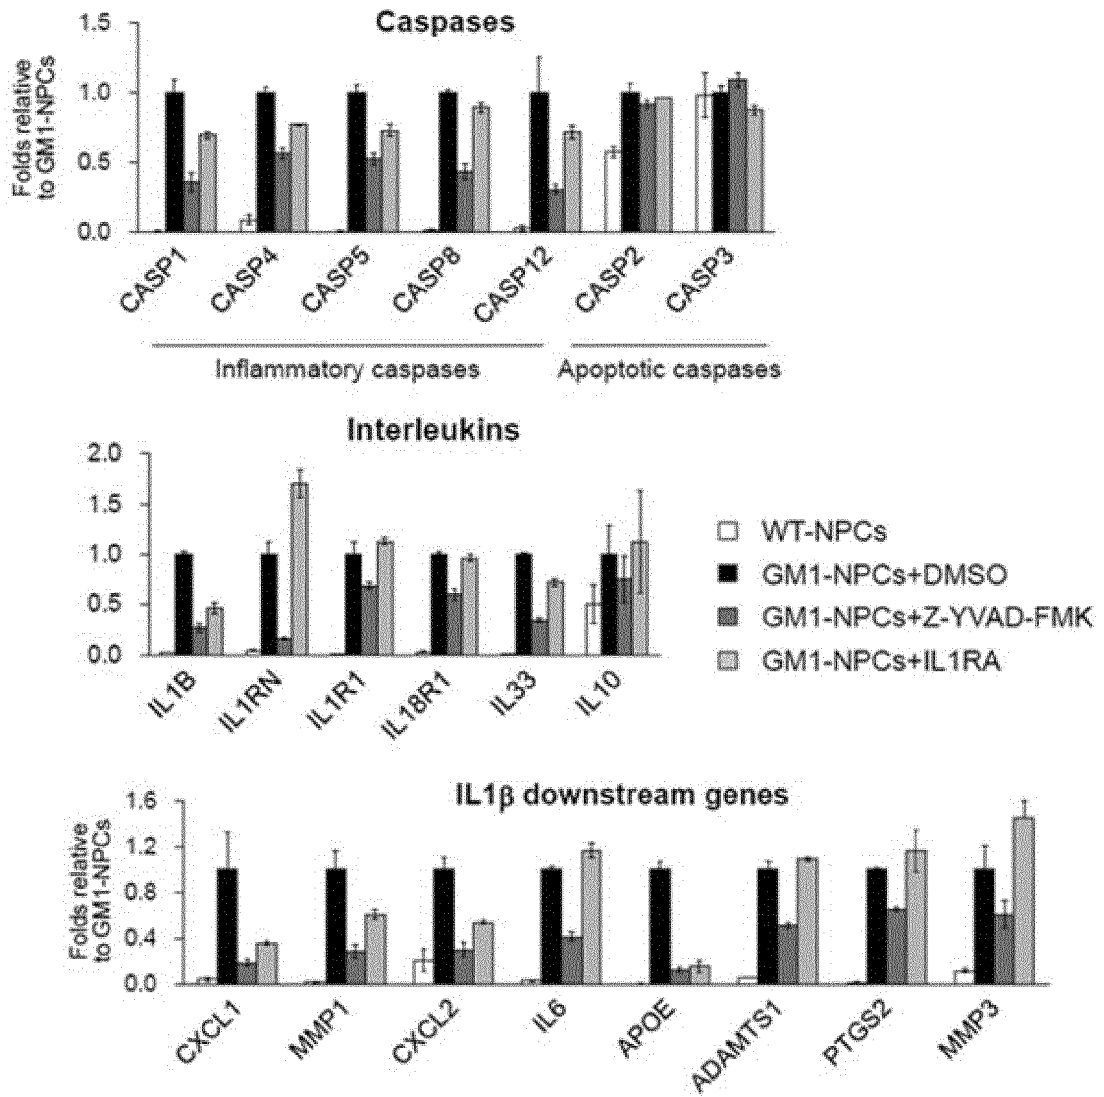 Caspases
Folds relative
to GM1-NPCs
1.5
1.0
0.5
0.0
CASP1
CASP4
CASP5
CASP8
CASP12
CASP2
CASP3
Inflammatory caspases
Apoptotic caspases
Interleukins
2.0
1.5
1.0
0.5
0.0
IL1B
IL1RN
IL1R1
IL18R1
IL33
IL10
WT-NPCs
GM1-NPCs+DMSO
GM1-NPCs+Z-YVAD-FMK
GM1-NPCs+IL1RA
IL1β downstream genes
Folds relative
to GM1-NPCs
1.6
1.2
0.8
0.4
0.0
CXCL1
MMP1
CXCL2
IL6
APOE
ADAMTS1
PTGS2
MMP3